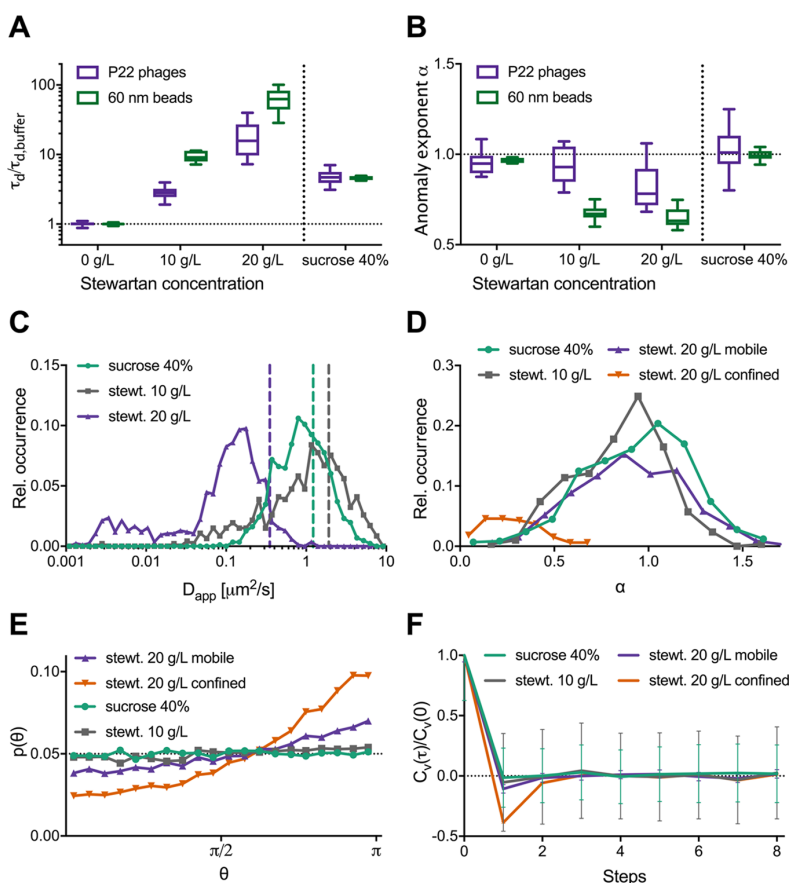 A
P22 phages
60 nm beads
τd/τd,buffer
100
10
1
0 g/L 10 g/L 20 g/L sucrose 40%
Stewartan concentration
B
P22 phages
60 nm beads
Anomaly exponent α
1.5
1.0
0.5
0 g/L 10 g/L 20 g/L sucrose 40%
Stewartan concentration
C
sucrose 40%
stewt. 10 g/L
stewt. 20 g/L
Rel. occurrence
0.15
0.10
0.05
0.00
0.001 0.01 0.1 1 10
Dapp [μm²/s]
D
sucrose 40% stewt. 20 g/L mobile
stewt. 10 g/L stewt. 20 g/L confined
Rel. occurrence
0.3
0.2
0.1
0.0
0.0 0.5 1.0 1.5
α
E
stewt. 20 g/L mobile
stewt. 20 g/L confined
sucrose 40%
stewt. 10 g/L
p(θ)
0.10
0.05
0.00
π/2 π
θ
F
sucrose 40% stewt. 20 g/L mobile
stewt. 10 g/L stewt. 20 g/L confined
Cv(τ)/Cv(0)
1.0
0.5
0.0
-0.5
0 2 4 6 8
Steps